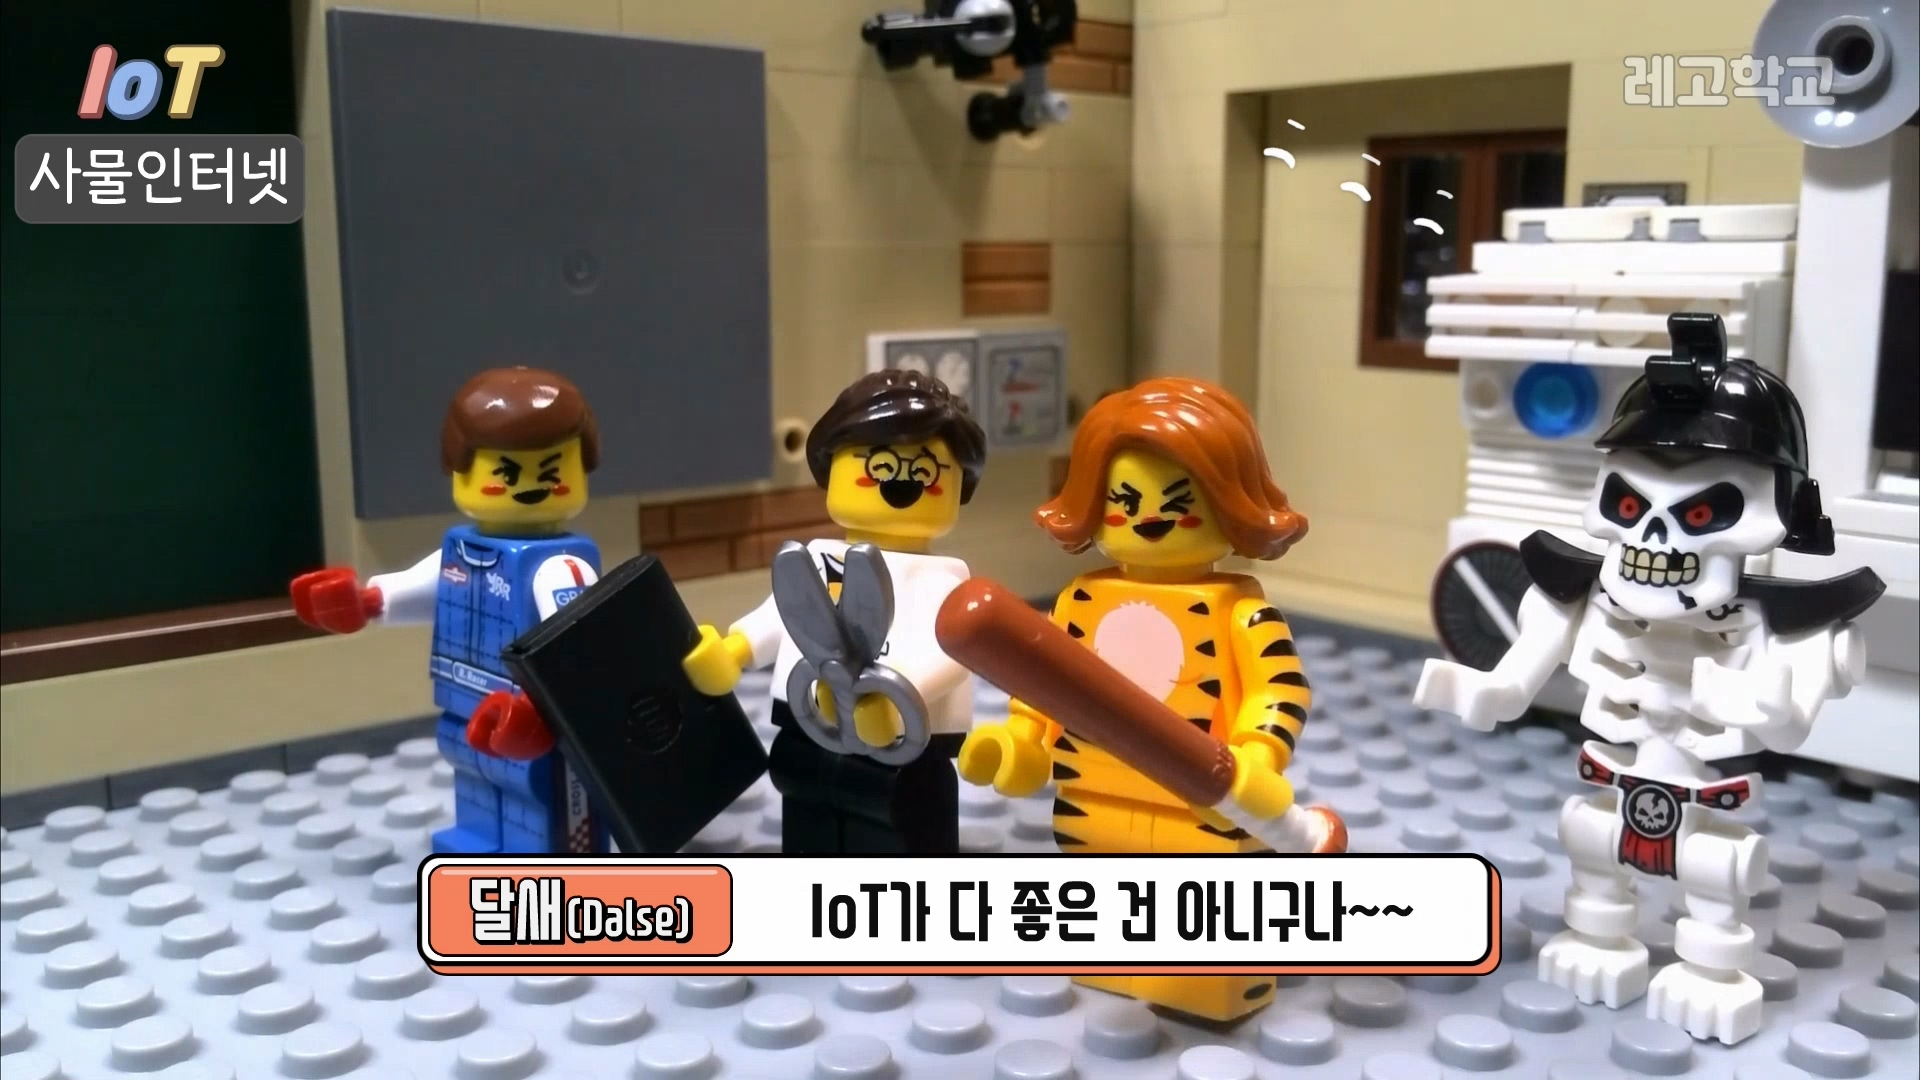 IoT
사물인터넷
레고학교
달새(Dalse)
IoT가 다 좋은 건 아니구나~~